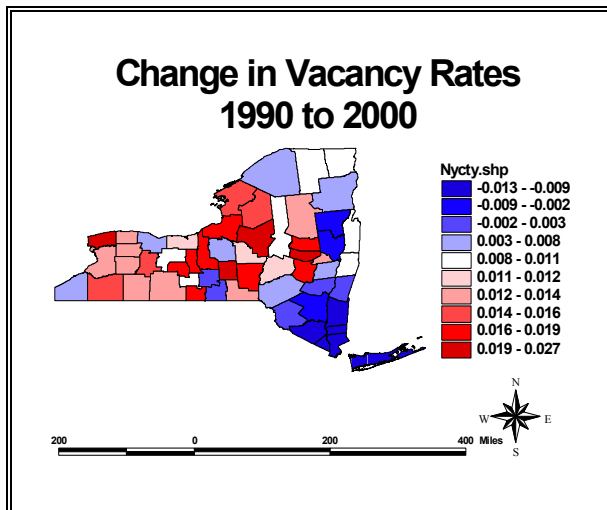 Change in Vacancy Rates
1990 to 2000
Nycty.shp
-0.013 - -0.009
-0.009 - -0.002
-0.002 - 0.003
0.003 - 0.008
0.008 - 0.011
0.011 - 0.012
0.012 - 0.014
0.014 - 0.016
0.016 - 0.019
0.019 - 0.027
N
W E
S
200 0 200 400 Miles